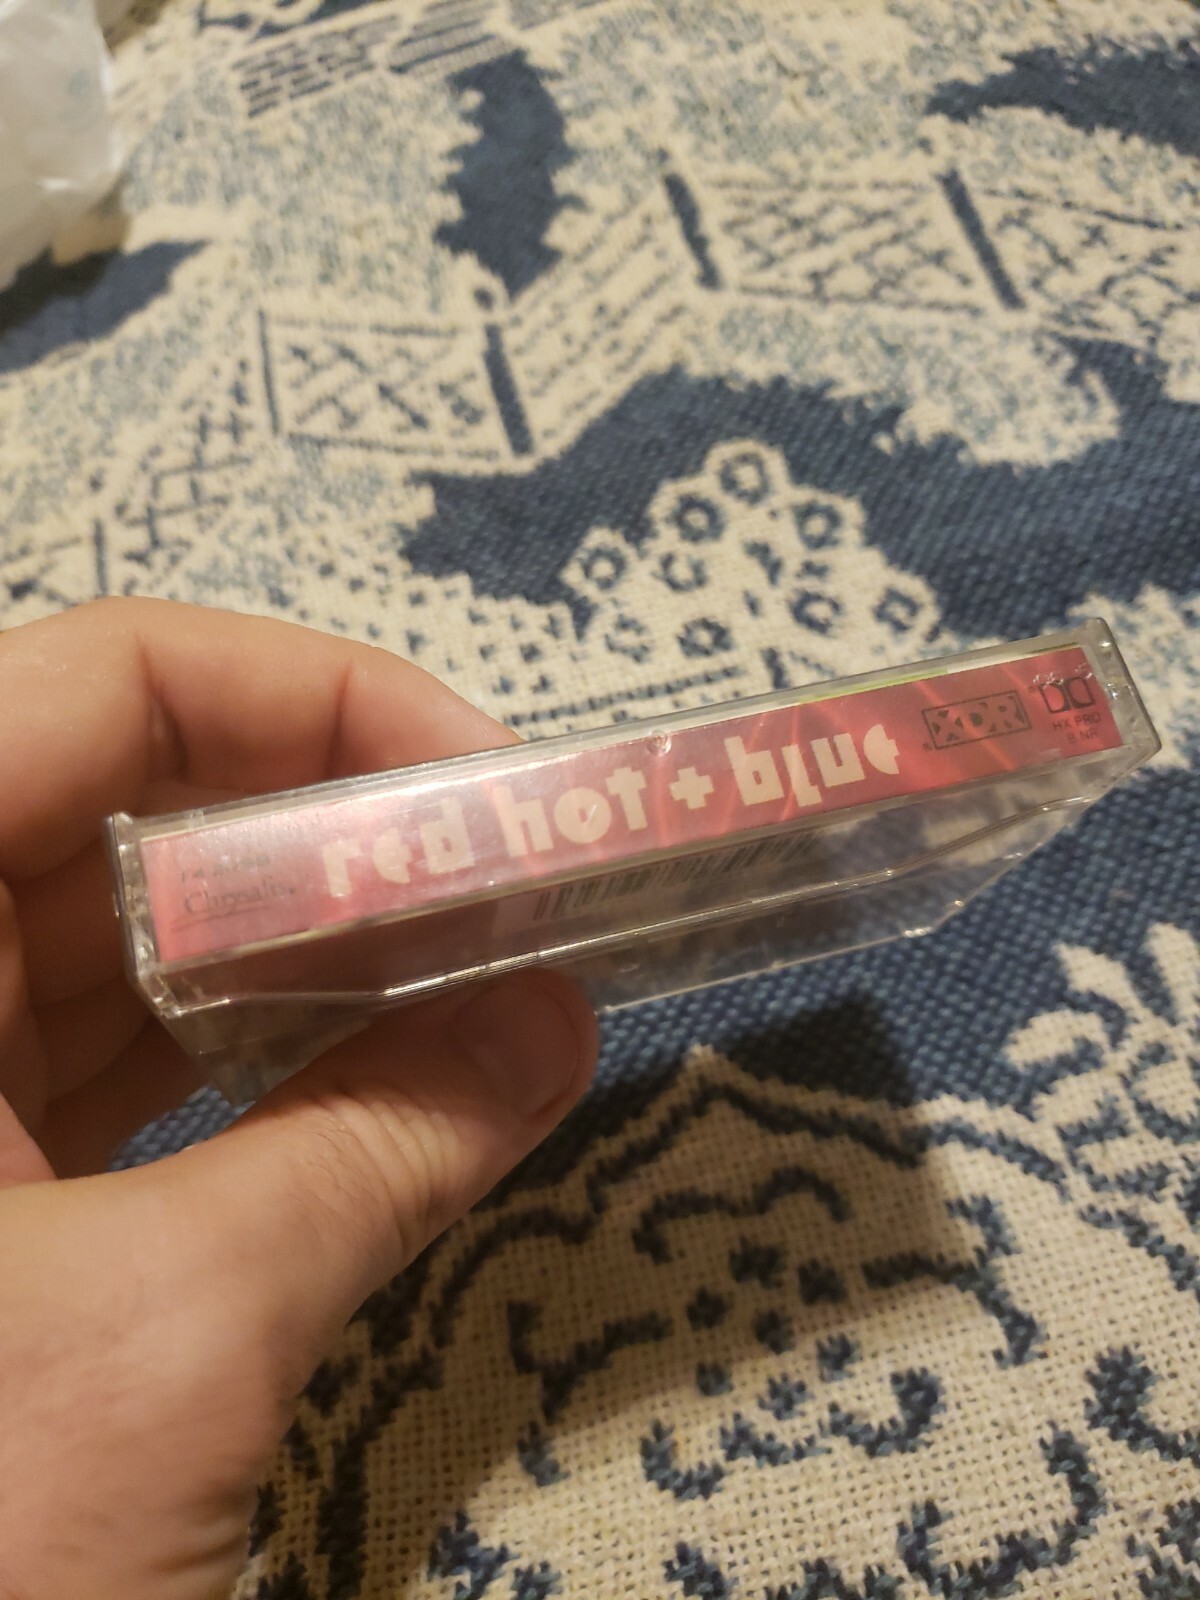 Chrysalis.
red hot + blue
XDR
HX PRO
B NR